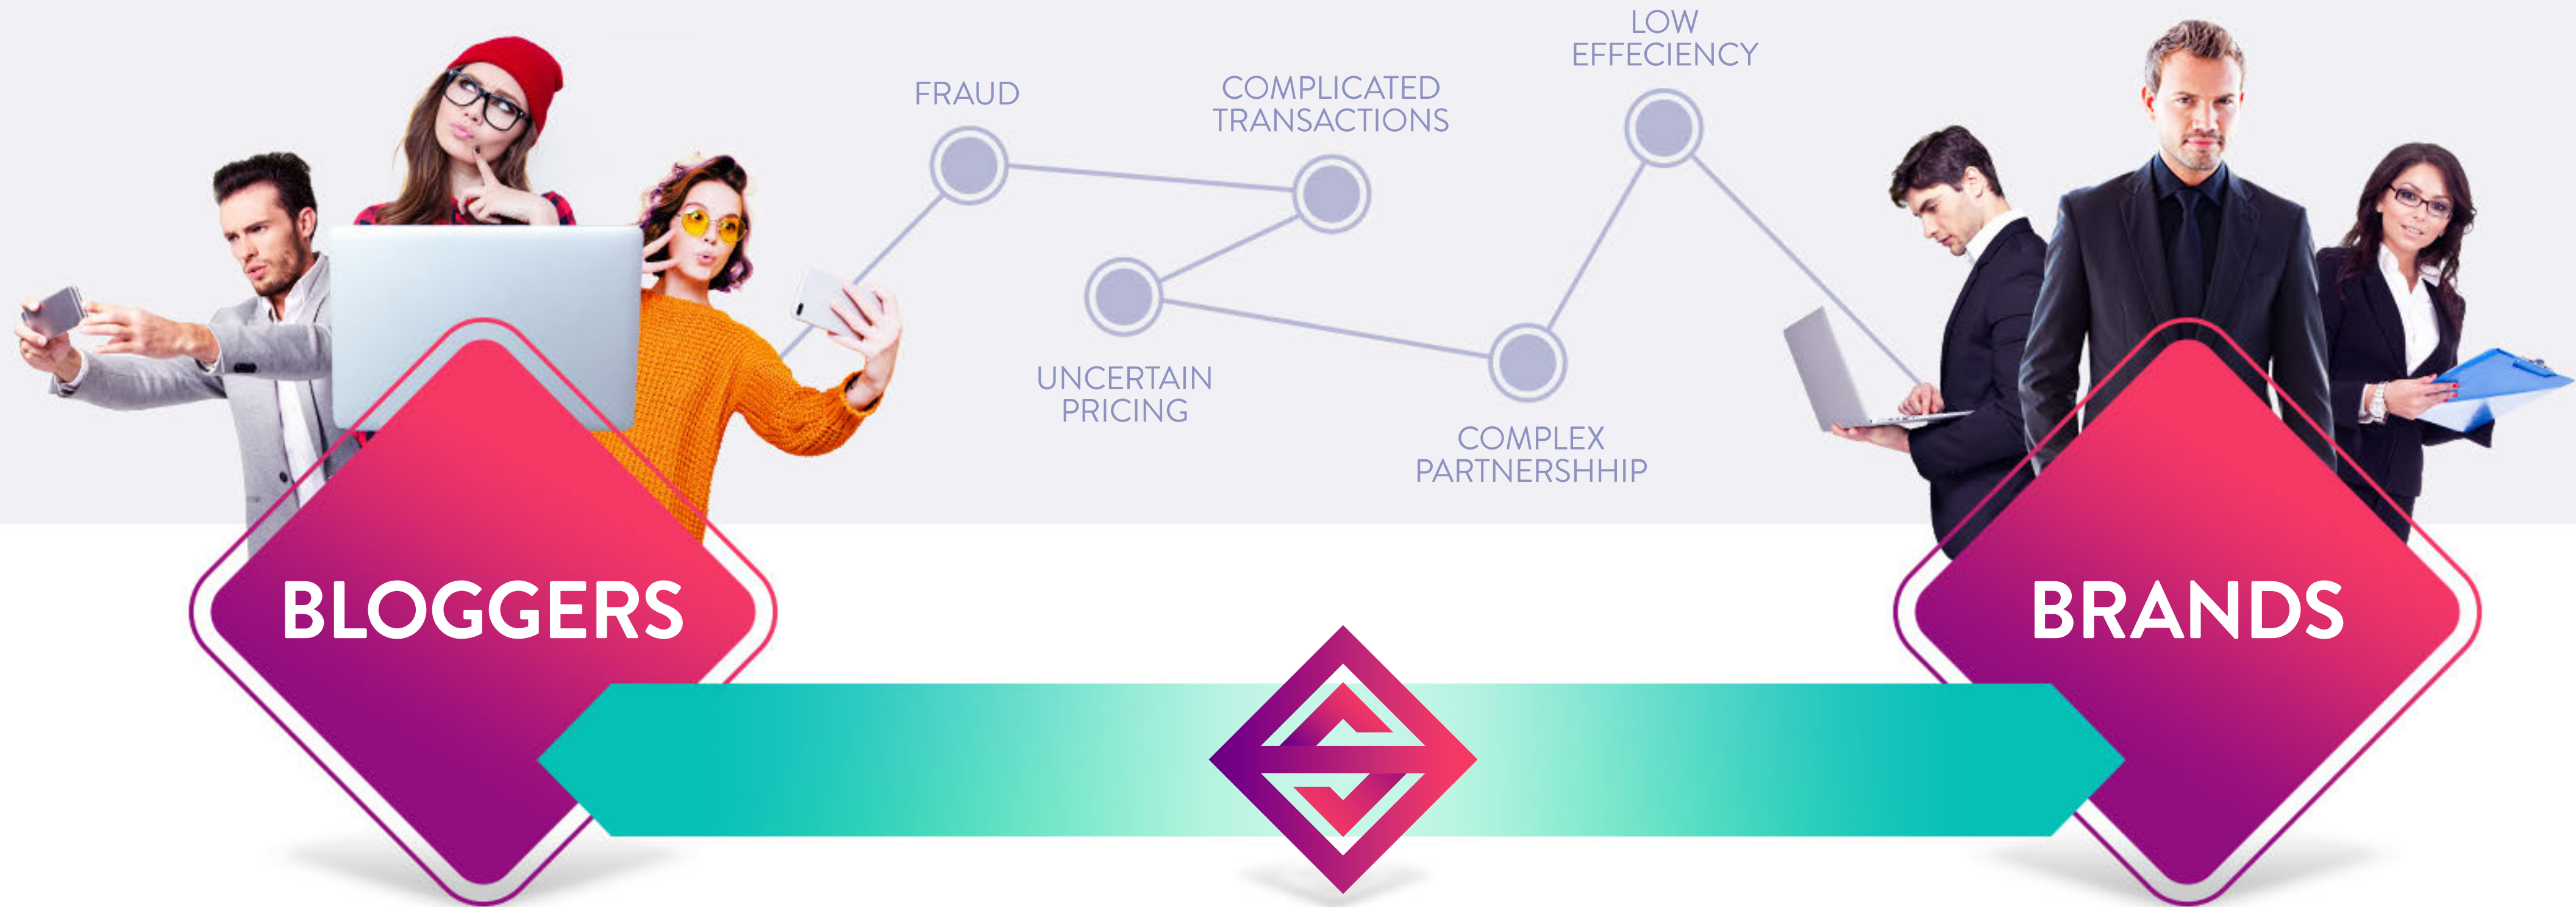 LOW
EFFECIENCY
FRAUD
COMPLICATED
TRANSACTIONS
UNCERTAIN
PRICING
COMPLEX
PARTNERSHHIP
BLOGGERS
BRANDS